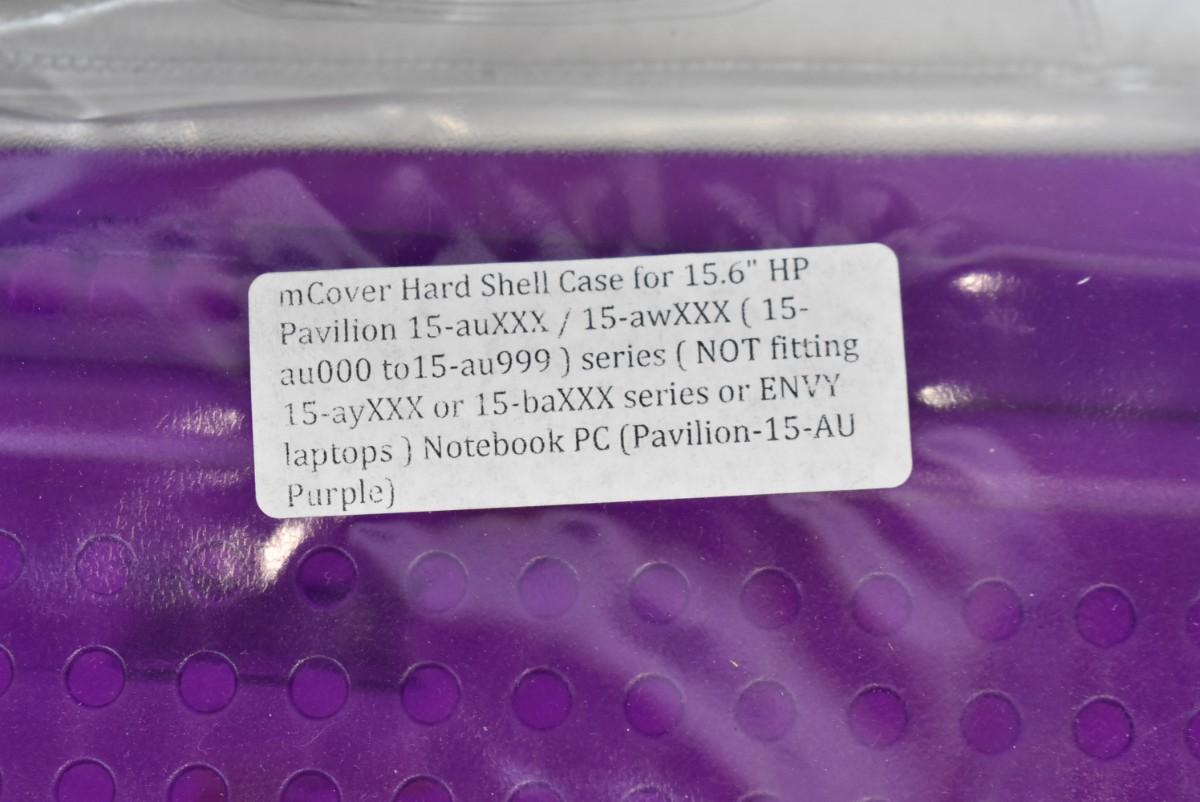 mCover Hard Shell Case for 15.6" HP
Pavilion 15-auXXX / 15-awXXX ( 15-
au000 to15-au999 ) series ( NOT fitting
15-ayXXX or 15-baXXX series or ENVY
laptops ) Notebook PC (Pavilion-15-AU
Purple)